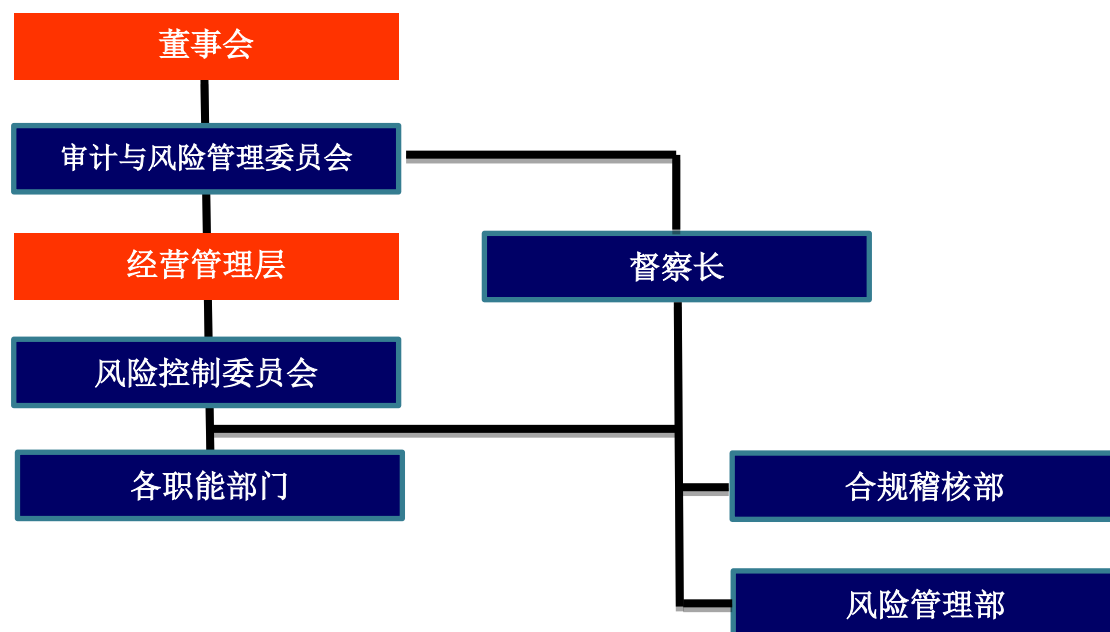 董事会
审计与风险管理委员会
经营管理层
督察长
风险控制委员会
各职能部门
合规稽核部
风险管理部